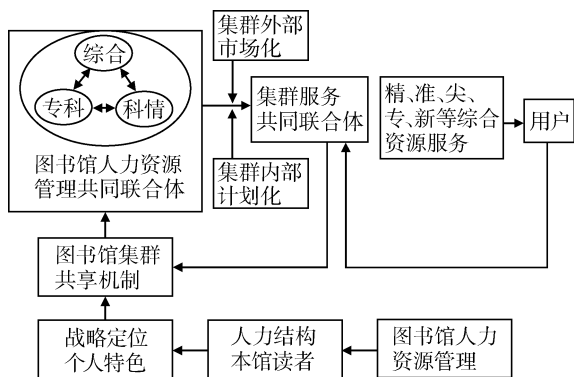 综合
专科
科情
图书馆人力资源
管理共同联合体
集群外部
市场化
集群内部
计划化
集群服务
共同联合体
精、准、尖、
专、新等综合
资源服务
用户
图书馆集群
共享机制
战略定位
个人特色
人力结构
本馆读者
图书馆人力
资源管理